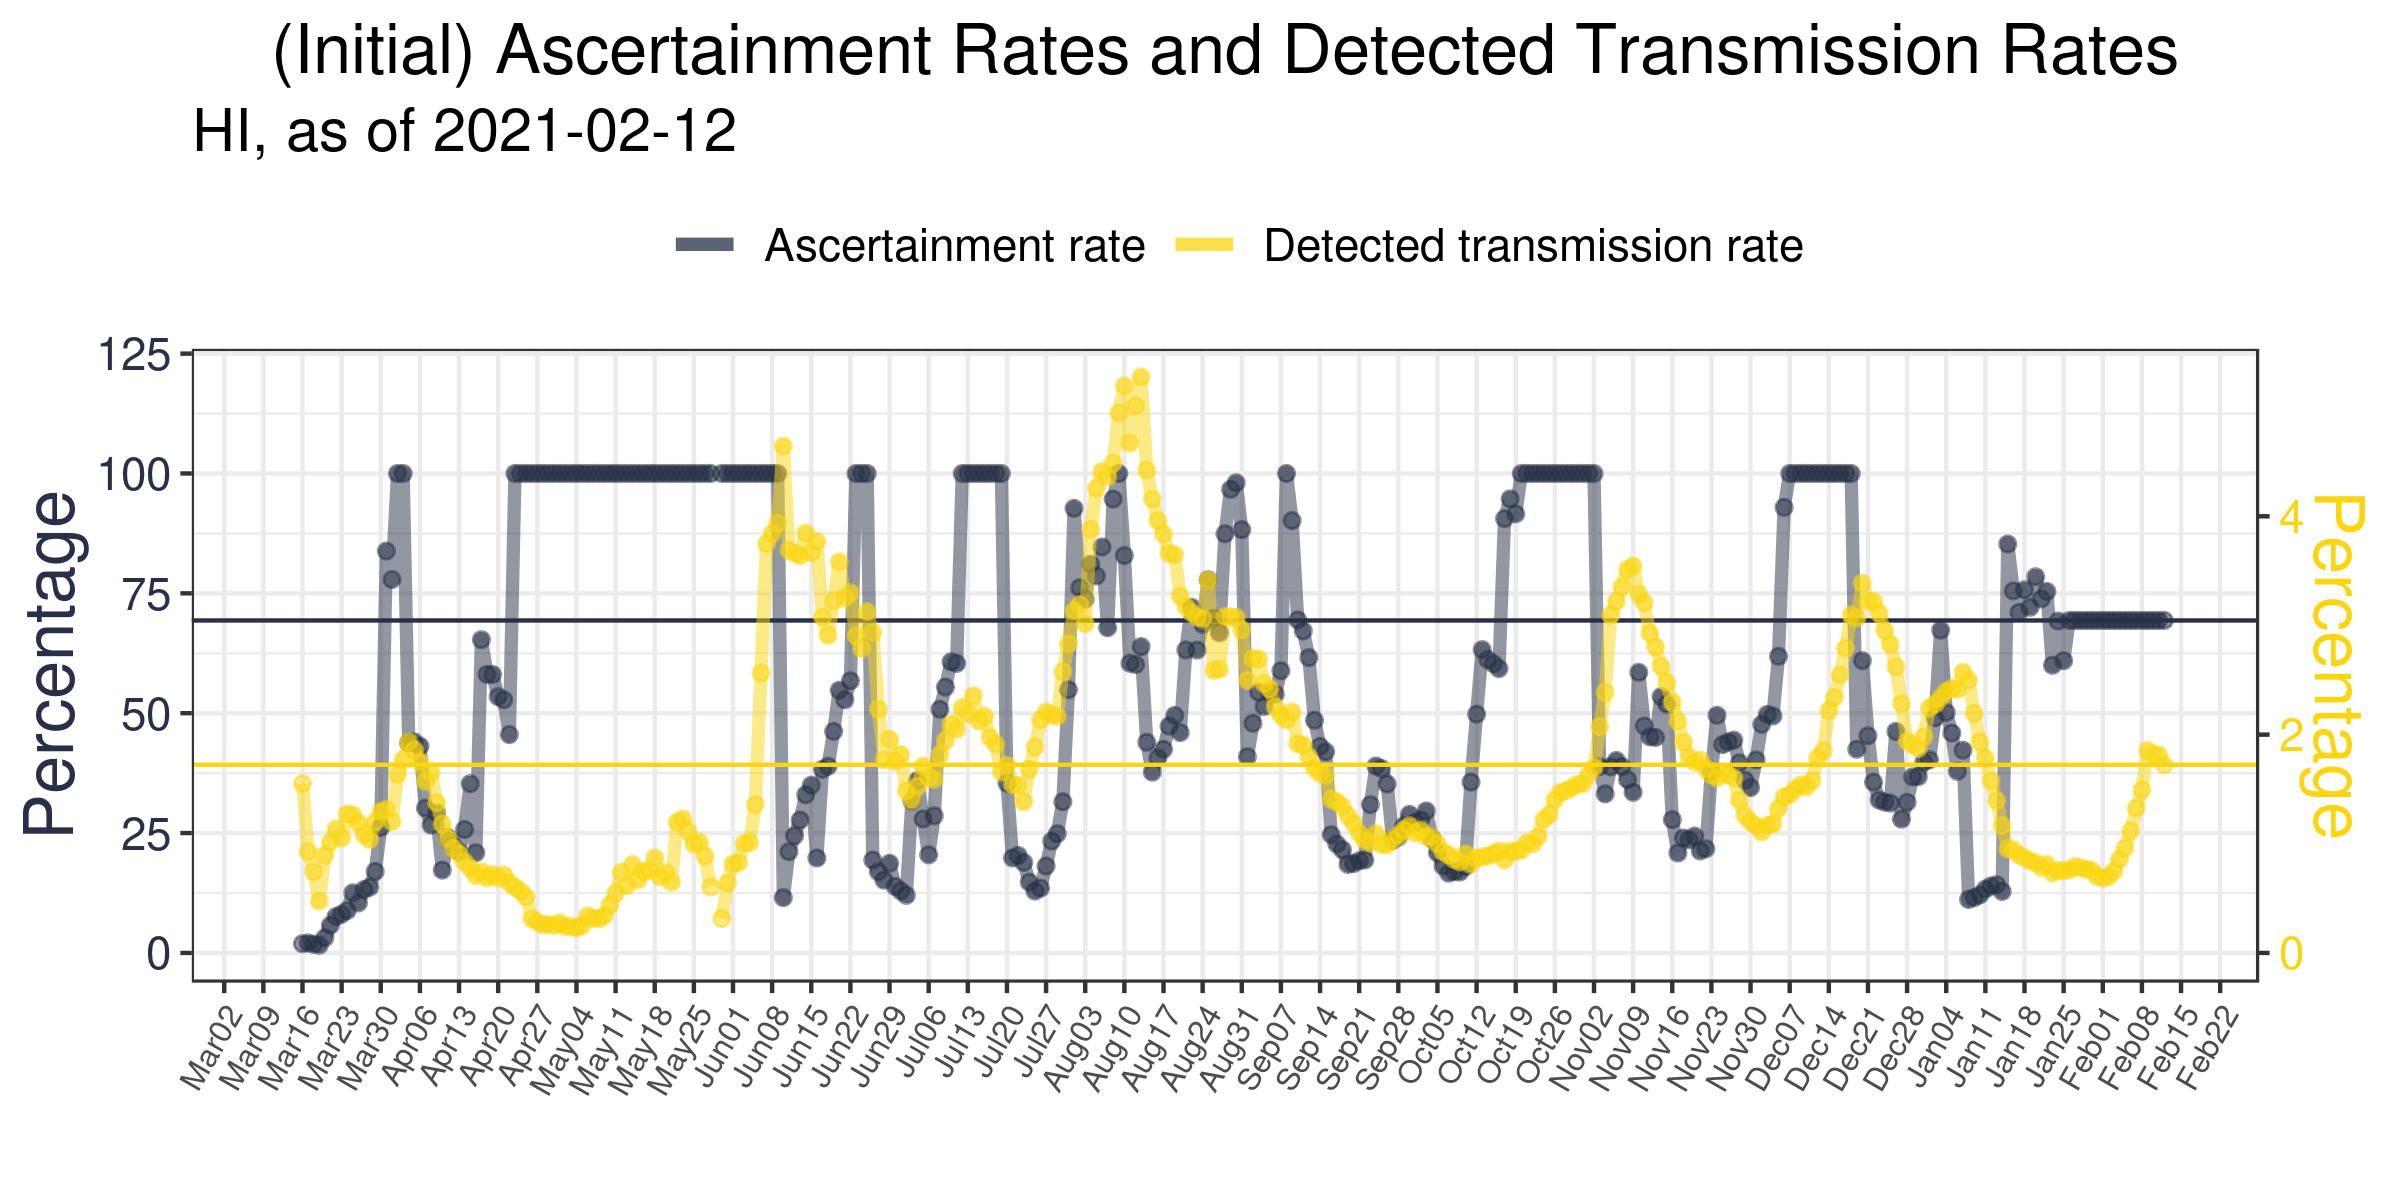 (Initial) Ascertainment Rates and Detected Transmission Rates
HI, as of 2021-02-12
Ascertainment rate Detected transmission rate
Percentage
125
100
75
50
25
0
4
2
0
Percentage
Mar02 Mar09 Mar16 Mar23 Mar30 Apr06 Apr13 Apr20 Apr27 May04 May11 May18 May25 Jun01 Jun08 Jun15 Jun22 Jun29 Jul06 Jul13 Jul20 Jul27 Aug03 Aug10 Aug17 Aug24 Aug31 Sep07 Sep14 Sep21 Sep28 Oct05 Oct12 Oct19 Oct26 Nov02 Nov09 Nov16 Nov23 Nov30 Dec07 Dec14 Dec21 Dec28 Jan04 Jan11 Jan18 Jan25 Feb01 Feb08 Feb15 Feb22